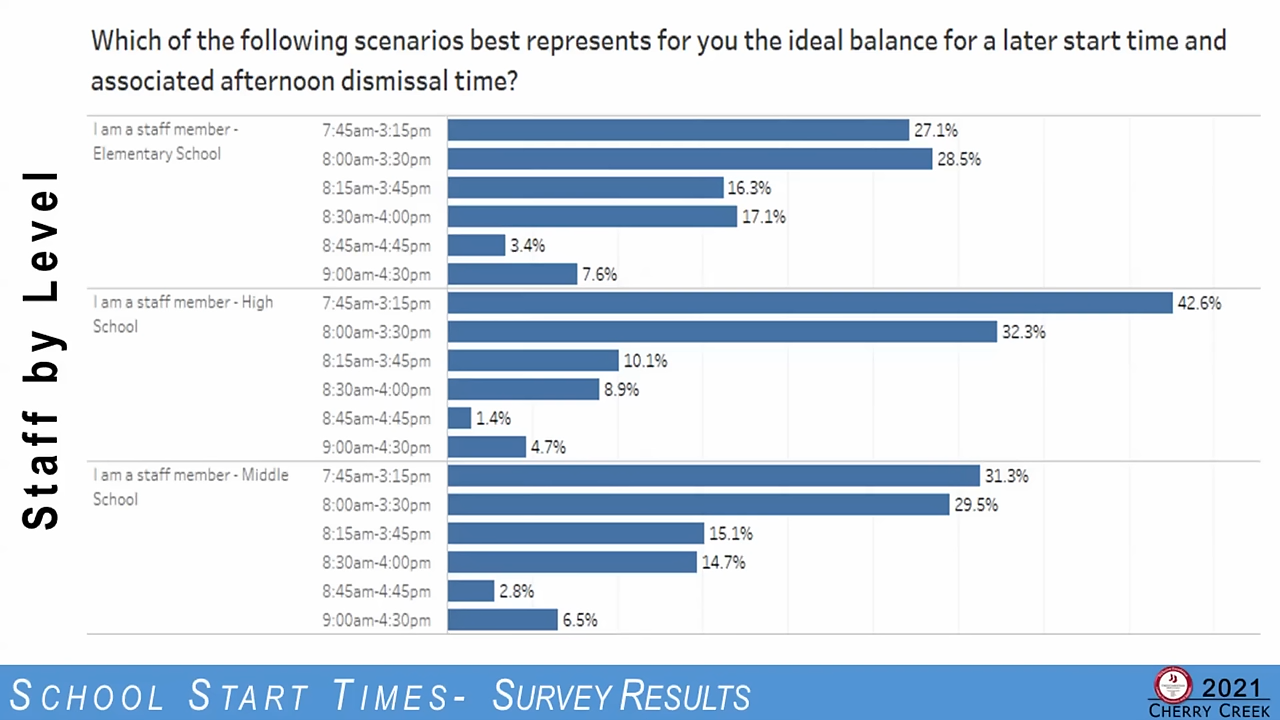 Which of the following scenarios best represents for you the ideal balance for a later start time and
associated afternoon dismissal time?
Staff by Level
I am a staff member -
Elementary School
7:45am-3:15pm 27.1%
8:00am-3:30pm 28.5%
8:15am-3:45pm 16.3%
8:30am-4:00pm 17.1%
8:45am-4:45pm 3.4%
9:00am-4:30pm 7.6%
I am a staff member - High
School
7:45am-3:15pm 42.6%
8:00am-3:30pm 32.3%
8:15am-3:45pm 10.1%
8:30am-4:00pm 8.9%
8:45am-4:45pm 1.4%
9:00am-4:30pm 4.7%
I am a staff member - Middle
School
7:45am-3:15pm 31.3%
8:00am-3:30pm 29.5%
8:15am-3:45pm 15.1%
8:30am-4:00pm 14.7%
8:45am-4:45pm 2.8%
9:00am-4:30pm 6.5%
SCHOOL START TIMES- SURVEY RESULTS
2021
CHERRY CREEK